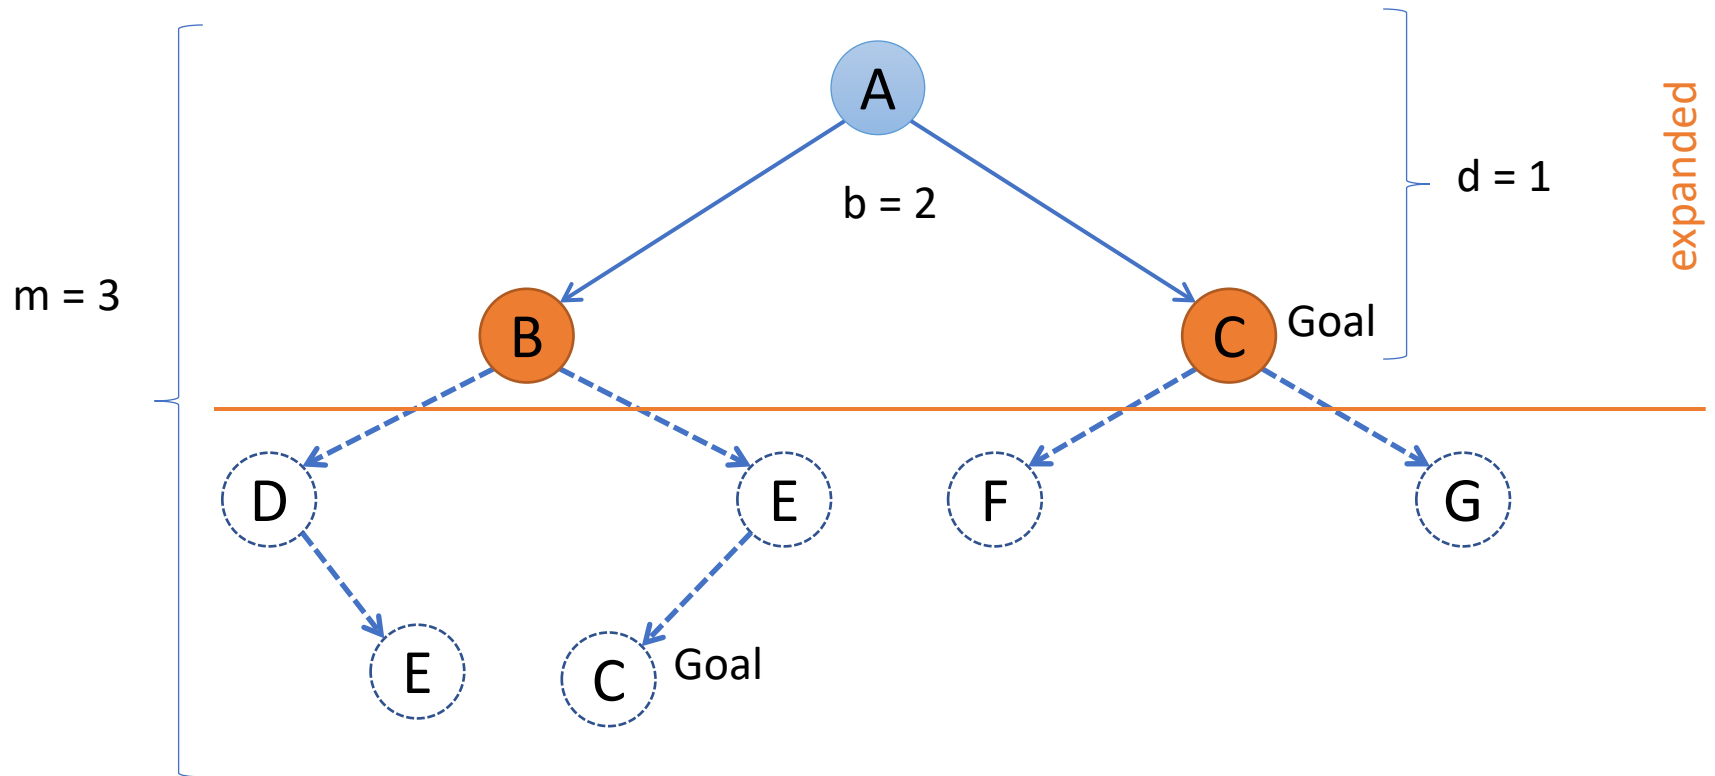 A
expanded
d = 1
b = 2
m = 3
B
C
Goal
D
E
F
G
E
C
Goal